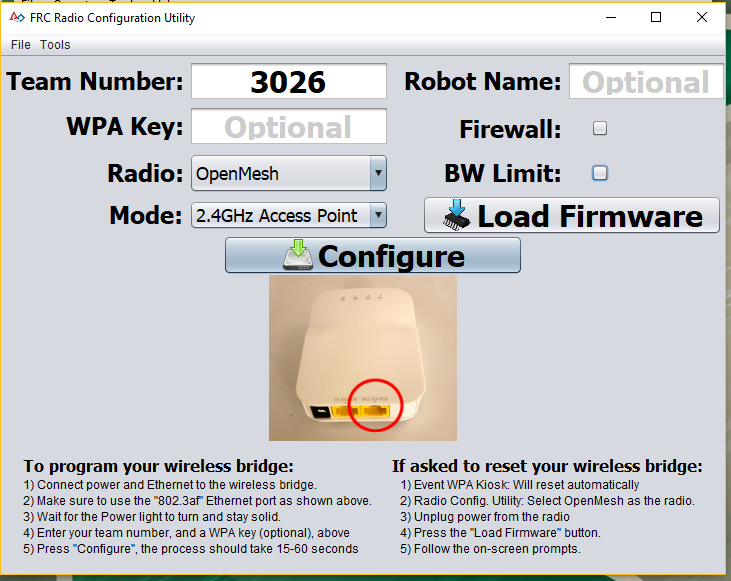 FRC Radio Configuration Utility
File Tools
Team Number: 3026 Robot Name: Optional
WPA Key: Optional Firewall:
Radio: OpenMesh BW Limit:
Mode: 2.4GHz Access Point Load Firmware
Configure
To program your wireless bridge:
1) Connect power and Ethernet to the wireless bridge.
2) Make sure to use the "802.3af" Ethernet port as shown above.
3) Wait for the Power light to turn and stay solid.
4) Enter your team number, and a WPA key (optional), above
5) Press "Configure", the process should take 15-60 seconds
If asked to reset your wireless bridge:
1) Event WPA Kiosk: Will reset automatically
2) Radio Config. Utility: Select OpenMesh as the radio.
3) Unplug power from the radio
4) Press the "Load Firmware" button.
5) Follow the on-screen prompts.